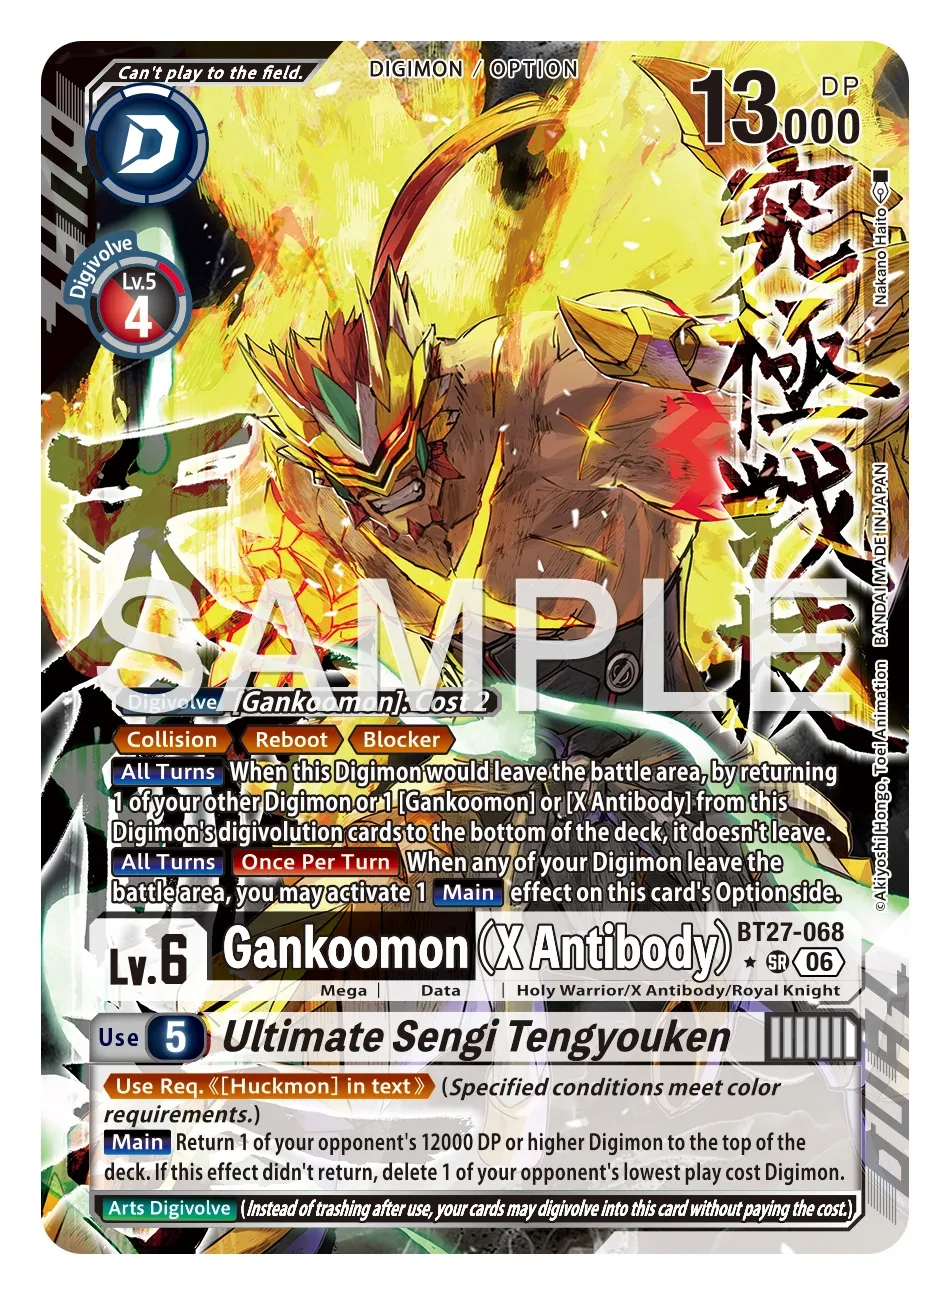 Can't play to the field.
DIGIMON / OPTION
13000
DP
DUAL
D
Digivolve
Lv.5
4
究極戦技
天
Nakano Haito
BANDAI MADE IN JAPAN
©Akiyoshi Hongo, Toei Animation
SAMPLE
Digivolve [Gankoomon]: Cost 2
Collision Reboot Blocker
All Turns When this Digimon would leave the battle area, by returning
1 of your other Digimon or 1 [Gankoomon] or [X Antibody] from this
Digimon's digivolution cards to the bottom of the deck, it doesn't leave.
All Turns Once Per Turn When any of your Digimon leave the
battle area, you may activate 1 Main effect on this card's Option side.
Lv.6
Gankoomon (X Antibody)
BT27-068
SR 06
Mega | Data | Holy Warrior/X Antibody/Royal Knight
Use 5 Ultimate Sengi Tengyouken
Use Req.《[Huckmon] in text》 (Specified conditions meet color
requirements.)
Main Return 1 of your opponent's 12000 DP or higher Digimon to the top of the
deck. If this effect didn't return, delete 1 of your opponent's lowest play cost Digimon.
Arts Digivolve (Instead of trashing after use, your cards may digivolve into this card without paying the cost.)
DUAL